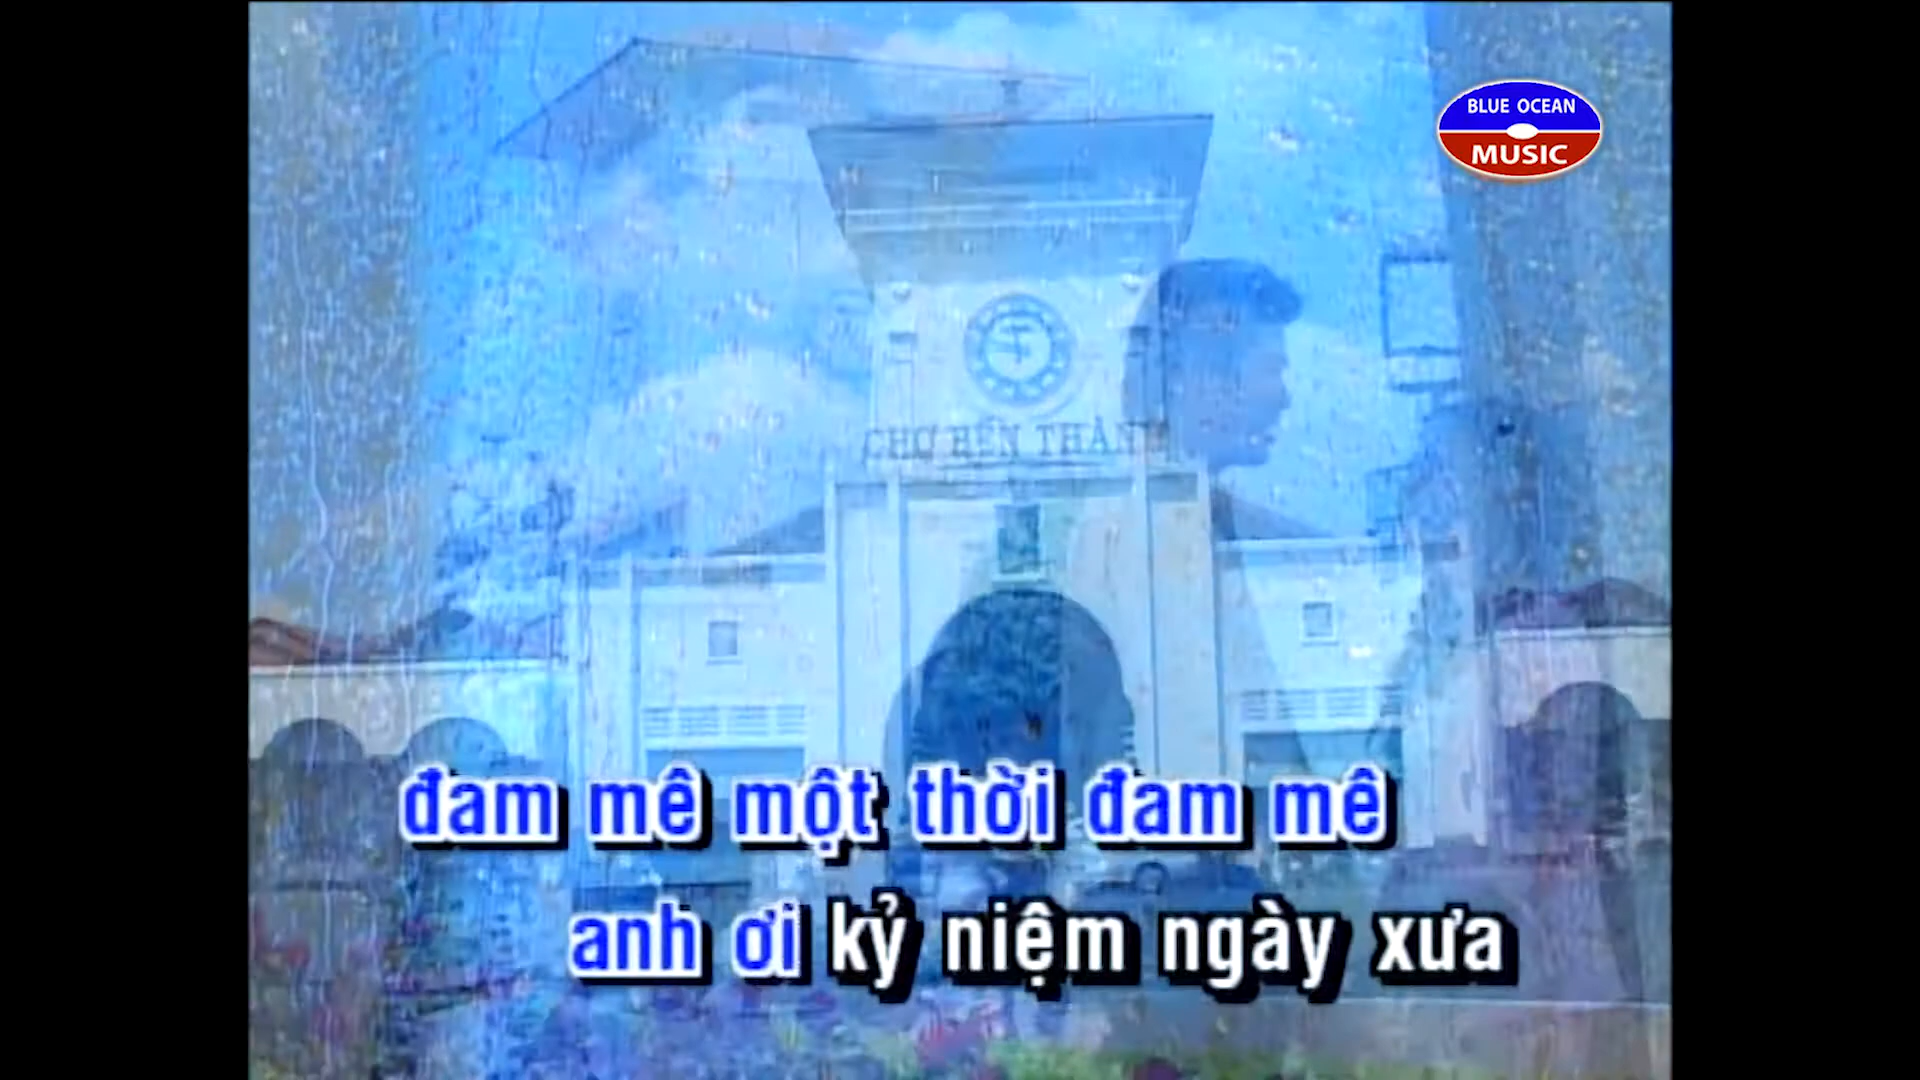 BLUE OCEAN
MUSIC
CHỢ BẾN THÀNH
đam mê một thời đam mê
anh ơi kỷ niệm ngày xưa